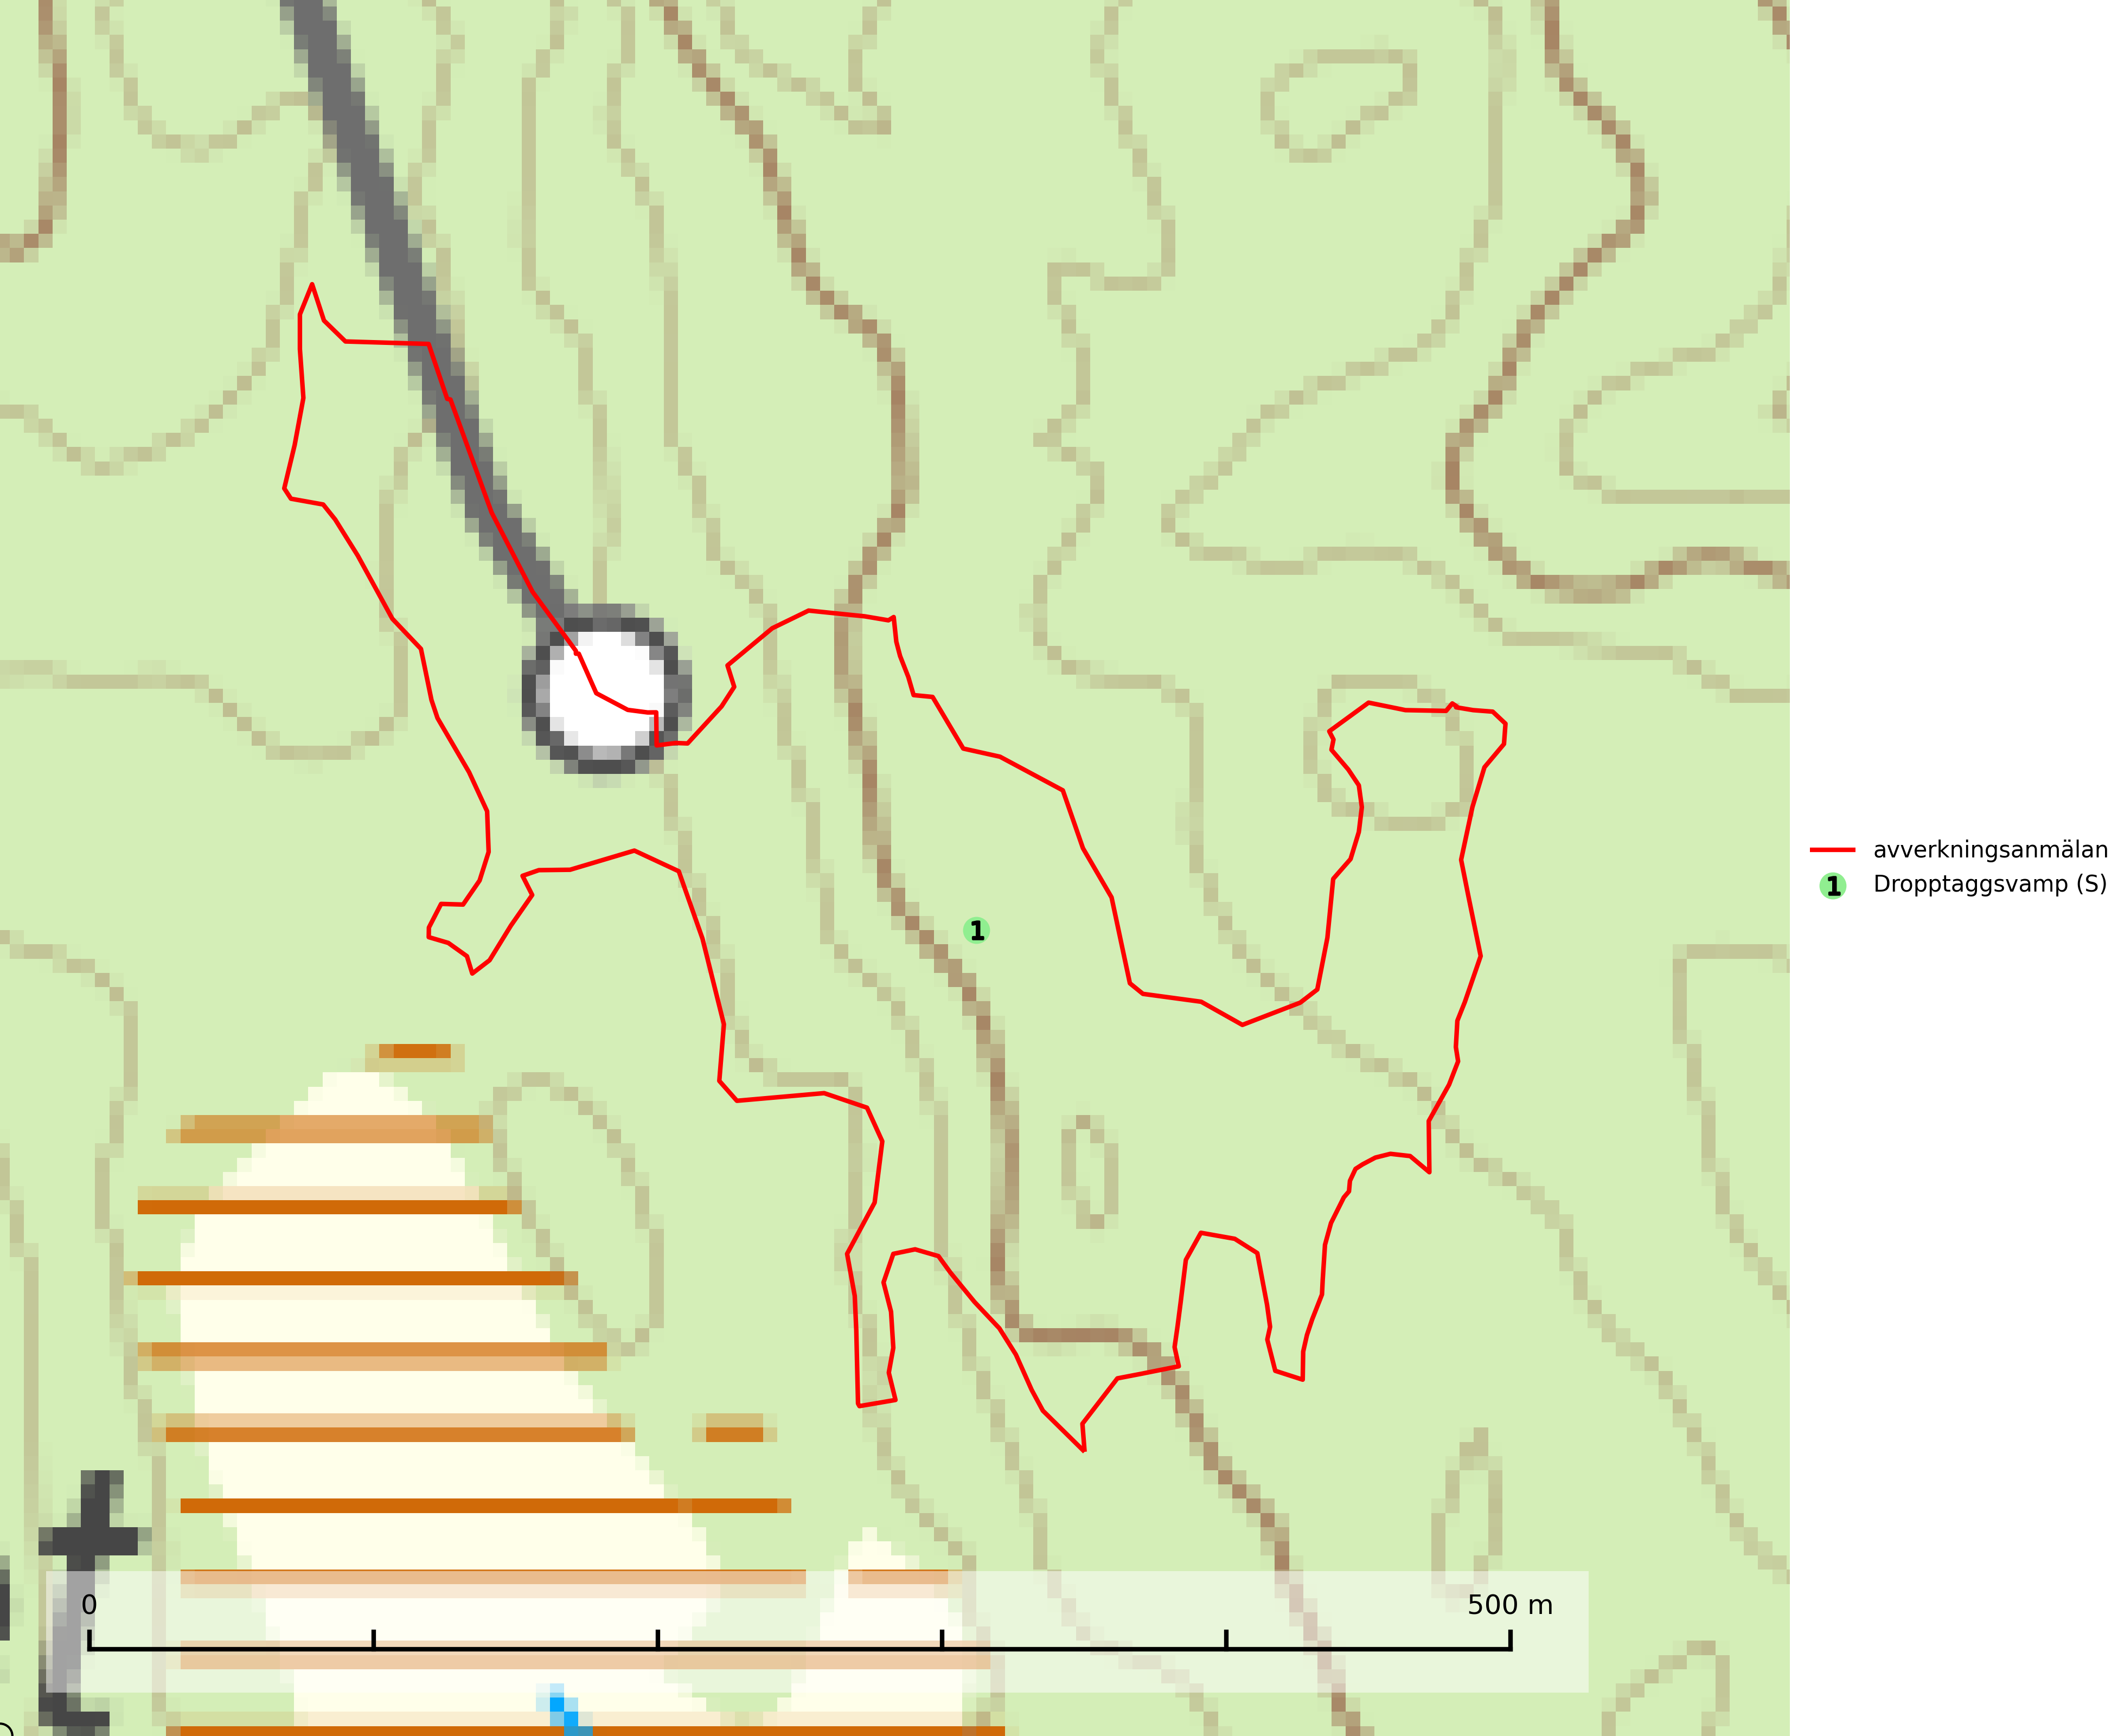 1
avverkningsanmälan
1 Dropptaggsvamp (S)
0 500 m